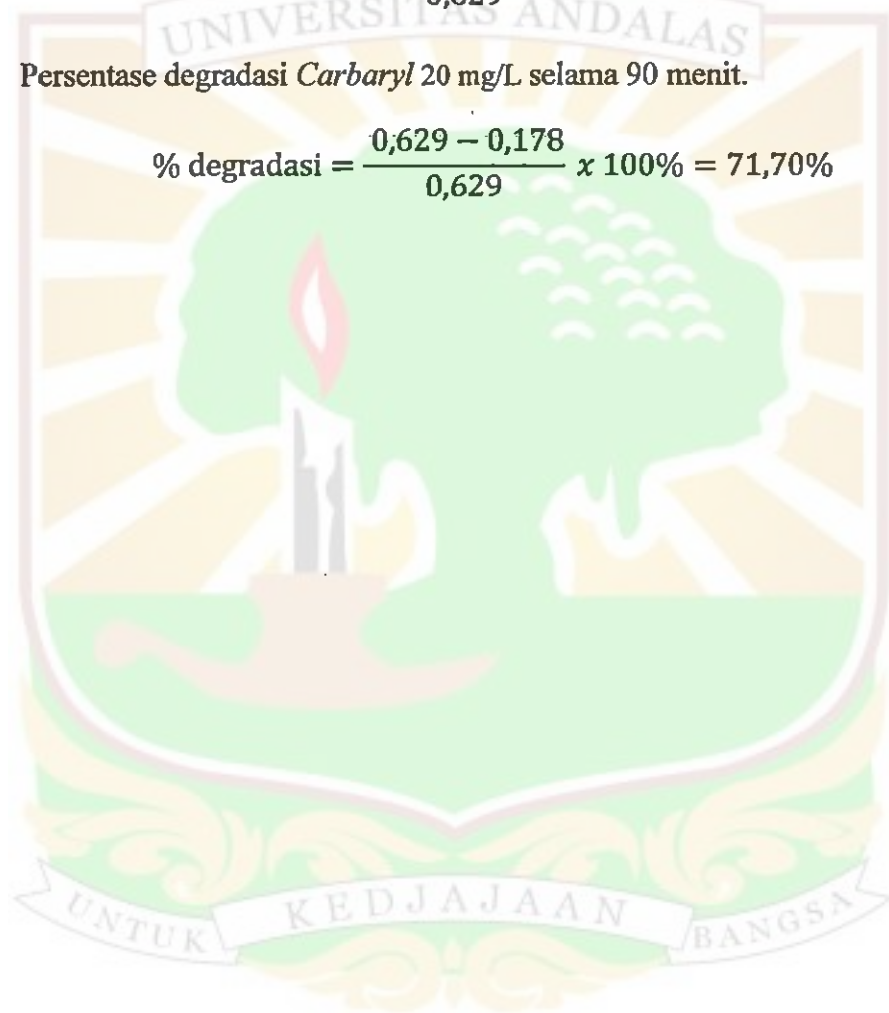 UNIVERSITAS ANDALAS
Persentase degradasi Carbaryl 20 mg/L selama 90 menit.
% degradasi = 0,629 − 0,178 / 0,629 x 100% = 71,70%
UNTUK KEDJAJAAN BANGSA